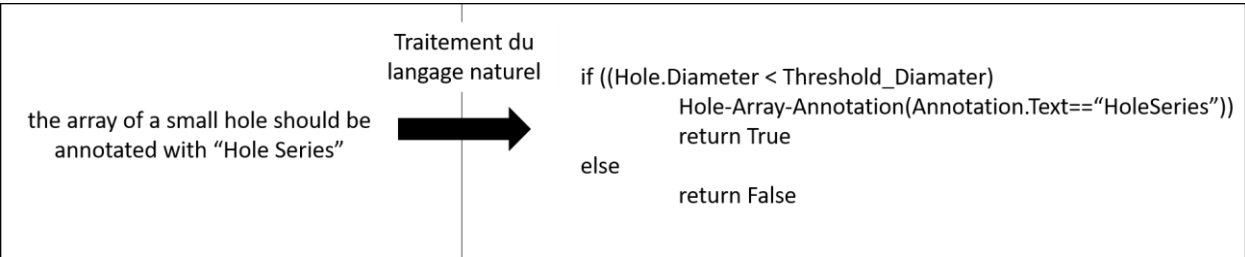 the array of a small hole should be
annotated with “Hole Series”
Traitement du
langage naturel
if ((Hole.Diameter < Threshold_Diamater)
Hole-Array-Annotation(Annotation.Text==“HoleSeries”))
return True
else
return False